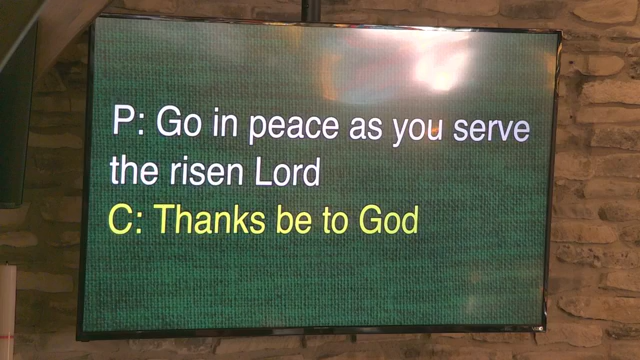 P: Go in peace as you serve
the risen Lord
C: Thanks be to God